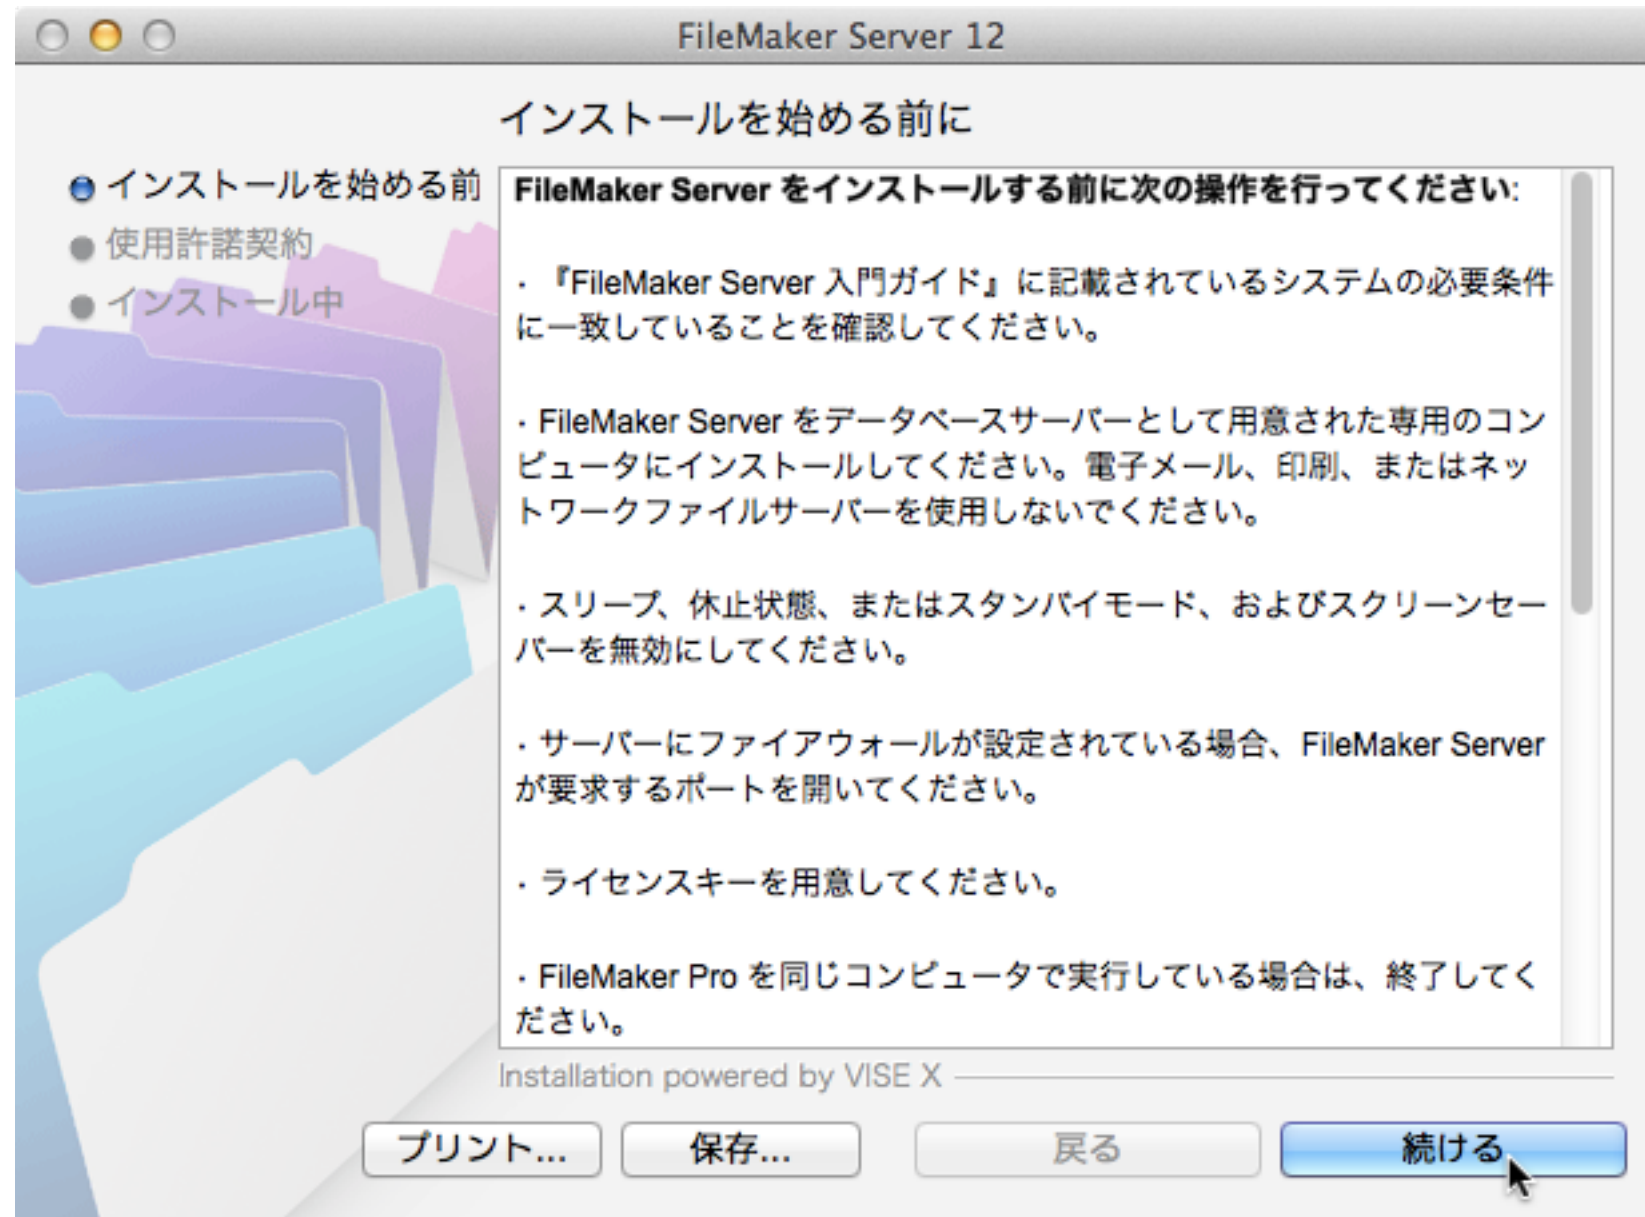 FileMaker Server 12
インストールを始める前に
インストールを始める前
使用許諾契約
インストール中
FileMaker Server をインストールする前に次の操作を行ってください:
・『FileMaker Server 入門ガイド』に記載されているシステムの必要条件
に一致していることを確認してください。
・FileMaker Server をデータベースサーバーとして用意された専用のコン
ピュータにインストールしてください。電子メール、印刷、またはネッ
トワークファイルサーバーを使用しないでください。
・スリープ、休止状態、またはスタンバイモード、およびスクリーンセー
バーを無効にしてください。
・サーバーにファイアウォールが設定されている場合、FileMaker Server
が要求するポートを開いてください。
・ライセンスキーを用意してください。
・FileMaker Pro を同じコンピュータで実行している場合は、終了してく
ださい。
Installation powered by VISE X
プリント... 保存... 戻る 続ける